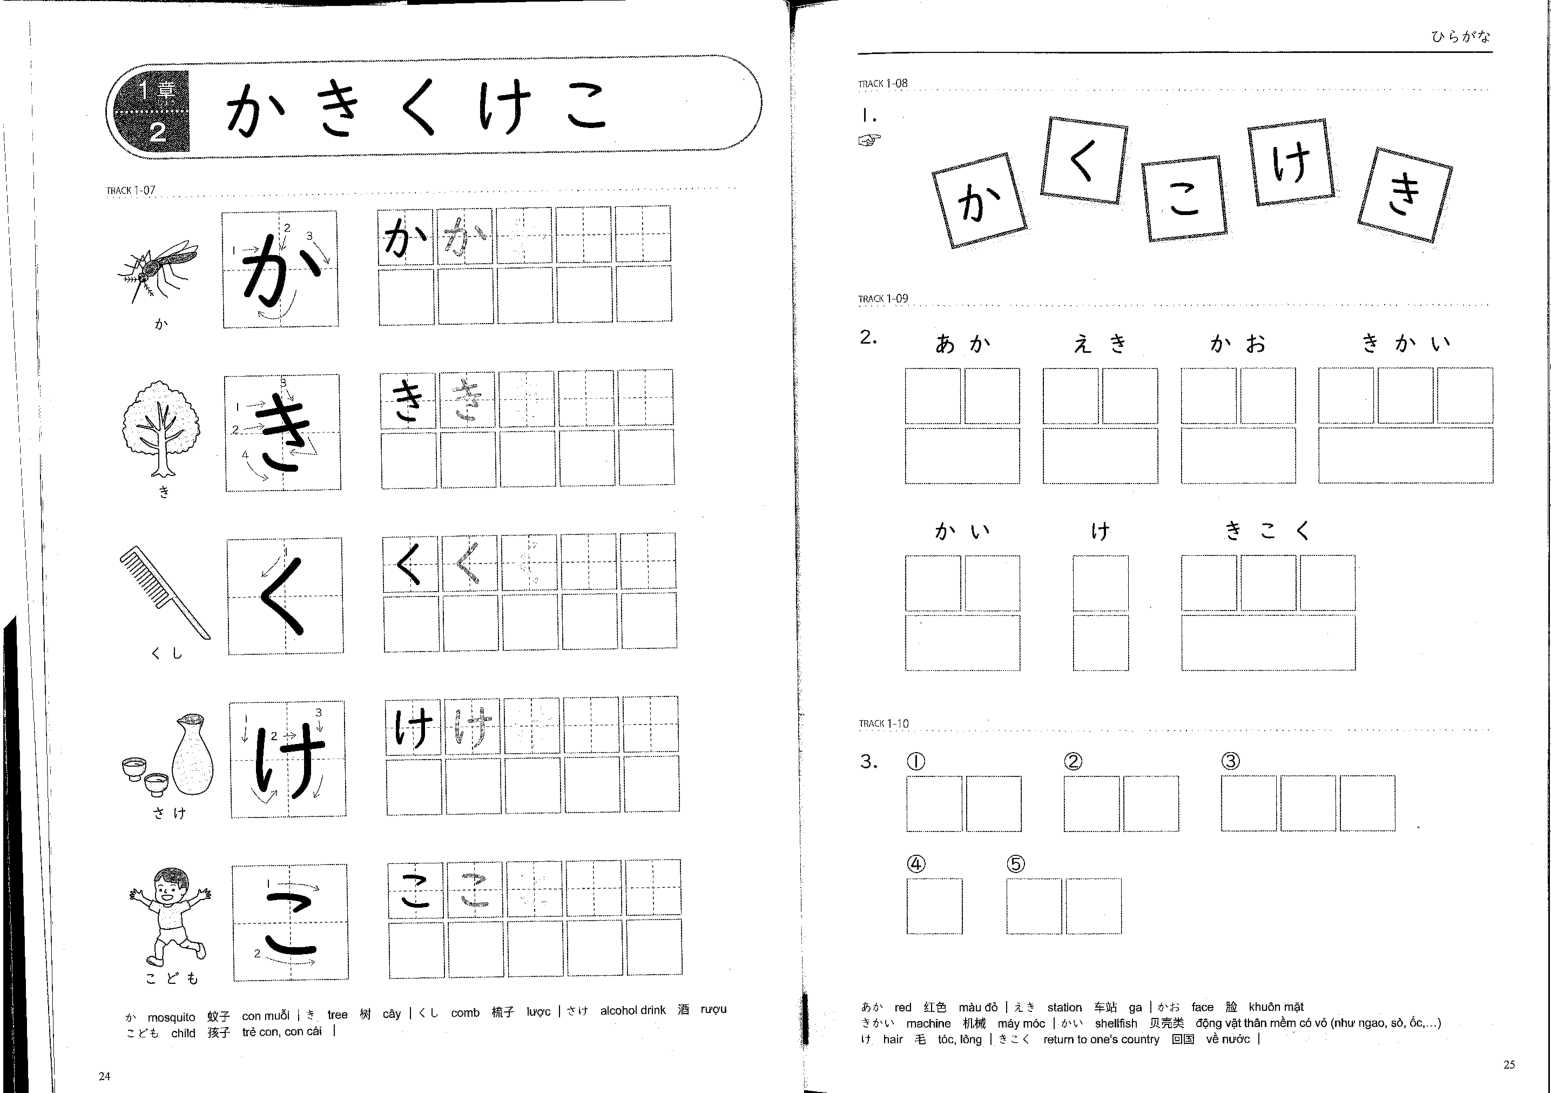 1章
2
かきくけこ
TRACK 1-07
1 2 3
か
か か
か
3 1 2 4
き
き き
き
1
く
く く
くし
1 2 3
け
け け
さけ
1 2
こ
こ こ
こども
か mosquito 蚊子 con muỗi | き tree 树 cây | くし comb 梳子 lược | さけ alcohol drink 酒 rượu
こども child 孩子 trẻ con, con cái |
24
ひらがな
TRACK 1-08
1.
か く こ け き
TRACK 1-09
2. あか えき かお きかい
かい け きこく
TRACK 1-10
3. ① ② ③
④ ⑤
あか red 红色 màu đỏ | えき station 车站 ga | かお face 脸 khuôn mặt
きかい machine 机械 máy móc | かい shellfish 贝壳类 động vật thân mềm có vỏ (như ngao, sò, ốc,...)
け hair 毛 tóc, lông | きこく return to one's country 回国 về nước |
25